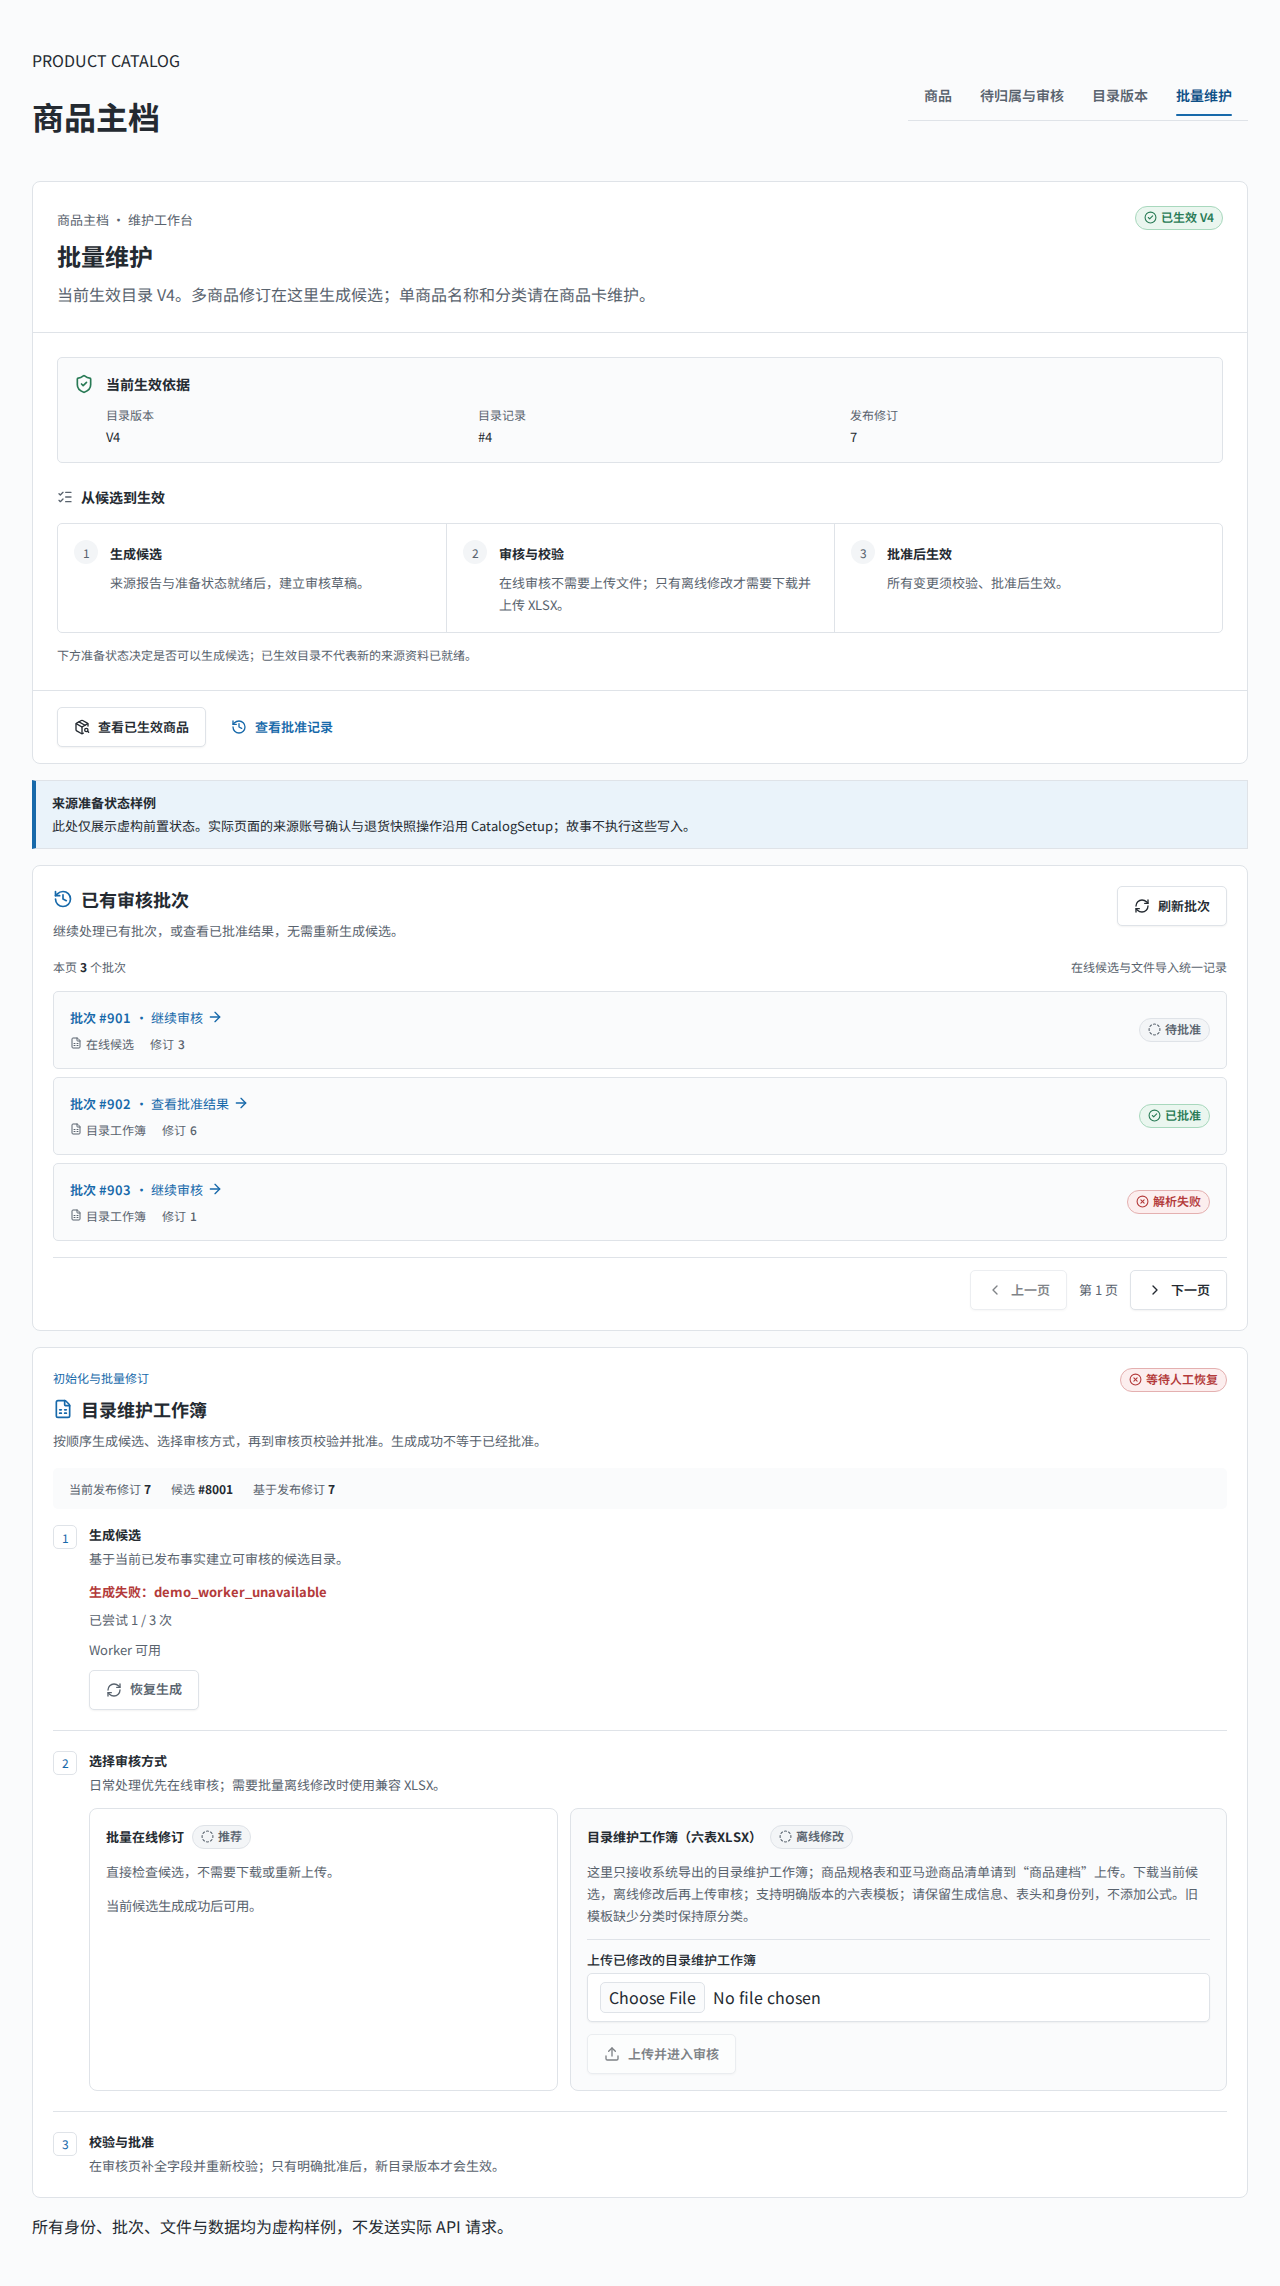 PRODUCT CATALOG
商品主档
商品 待归属与审核 目录版本 批量维护
商品主档 · 维护工作台
已生效 V4
批量维护
当前生效目录 V4。多商品修订在这里生成候选；单商品名称和分类请在商品卡维护。
当前生效依据
目录版本 目录记录 发布修订
V4 #4 7
从候选到生效
1 生成候选
来源报告与准备状态就绪后，建立审核草稿。
2 审核与校验
在线审核不需要上传文件；只有离线修改才需要下载并
上传 XLSX。
3 批准后生效
所有变更须校验、批准后生效。
下方准备状态决定是否可以生成候选；已生效目录不代表新的来源资料已就绪。
查看已生效商品 查看批准记录
来源准备状态样例
此处仅展示虚构前置状态。实际页面的来源账号确认与退货快照操作沿用 CatalogSetup；故事不执行这些写入。
已有审核批次
刷新批次
继续处理已有批次，或查看已批准结果，无需重新生成候选。
本页 3 个批次 在线候选与文件导入统一记录
批次 #901 · 继续审核
在线候选 修订 3
待批准
批次 #902 · 查看批准结果
目录工作簿 修订 6
已批准
批次 #903 · 继续审核
目录工作簿 修订 1
解析失败
上一页 第 1 页 下一页
初始化与批量修订
等待人工恢复
目录维护工作簿
按顺序生成候选、选择审核方式，再到审核页校验并批准。生成成功不等于已经批准。
当前发布修订 7 候选 #8001 基于发布修订 7
1 生成候选
基于当前已发布事实建立可审核的候选目录。
生成失败：demo_worker_unavailable
已尝试 1 / 3 次
Worker 可用
恢复生成
2 选择审核方式
日常处理优先在线审核；需要批量离线修改时使用兼容 XLSX。
批量在线修订 推荐
直接检查候选，不需要下载或重新上传。
当前候选生成成功后可用。
目录维护工作簿（六表XLSX） 离线修改
这里只接收系统导出的目录维护工作簿；商品规格表和亚马逊商品清单请到“商品建档”上传。下载当前候
选，离线修改后再上传审核；支持明确版本的六表模板；请保留生成信息、表头和身份列，不添加公式。旧
模板缺少分类时保持原分类。
上传已修改的目录维护工作簿
Choose File No file chosen
上传并进入审核
3 校验与批准
在审核页补全字段并重新校验；只有明确批准后，新目录版本才会生效。
所有身份、批次、文件与数据均为虚构样例，不发送实际 API 请求。